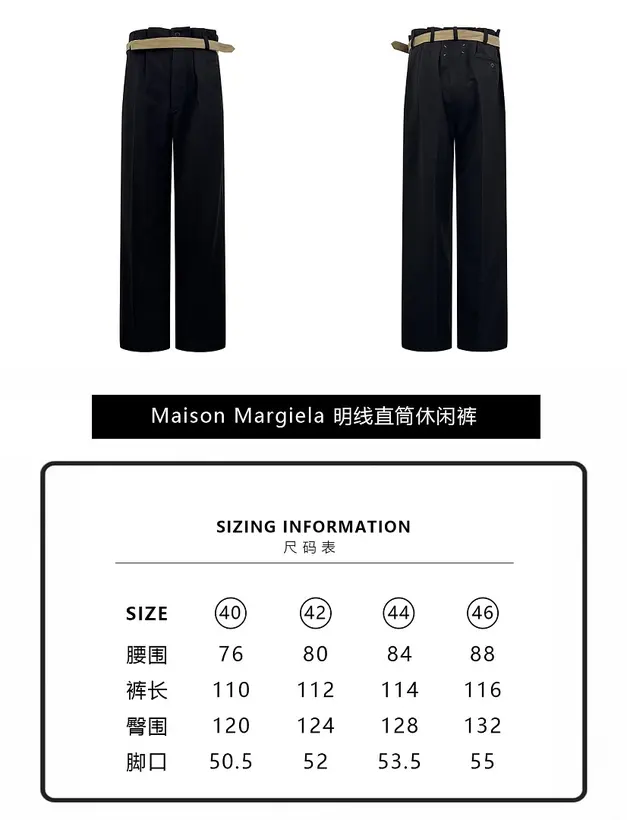 Maison Margiela 明线直筒休闲裤
SIZING INFORMATION
尺码表
SIZE 40 42 44 46
腰围 76 80 84 88
裤长 110 112 114 116
臀围 120 124 128 132
脚口 50.5 52 53.5 55